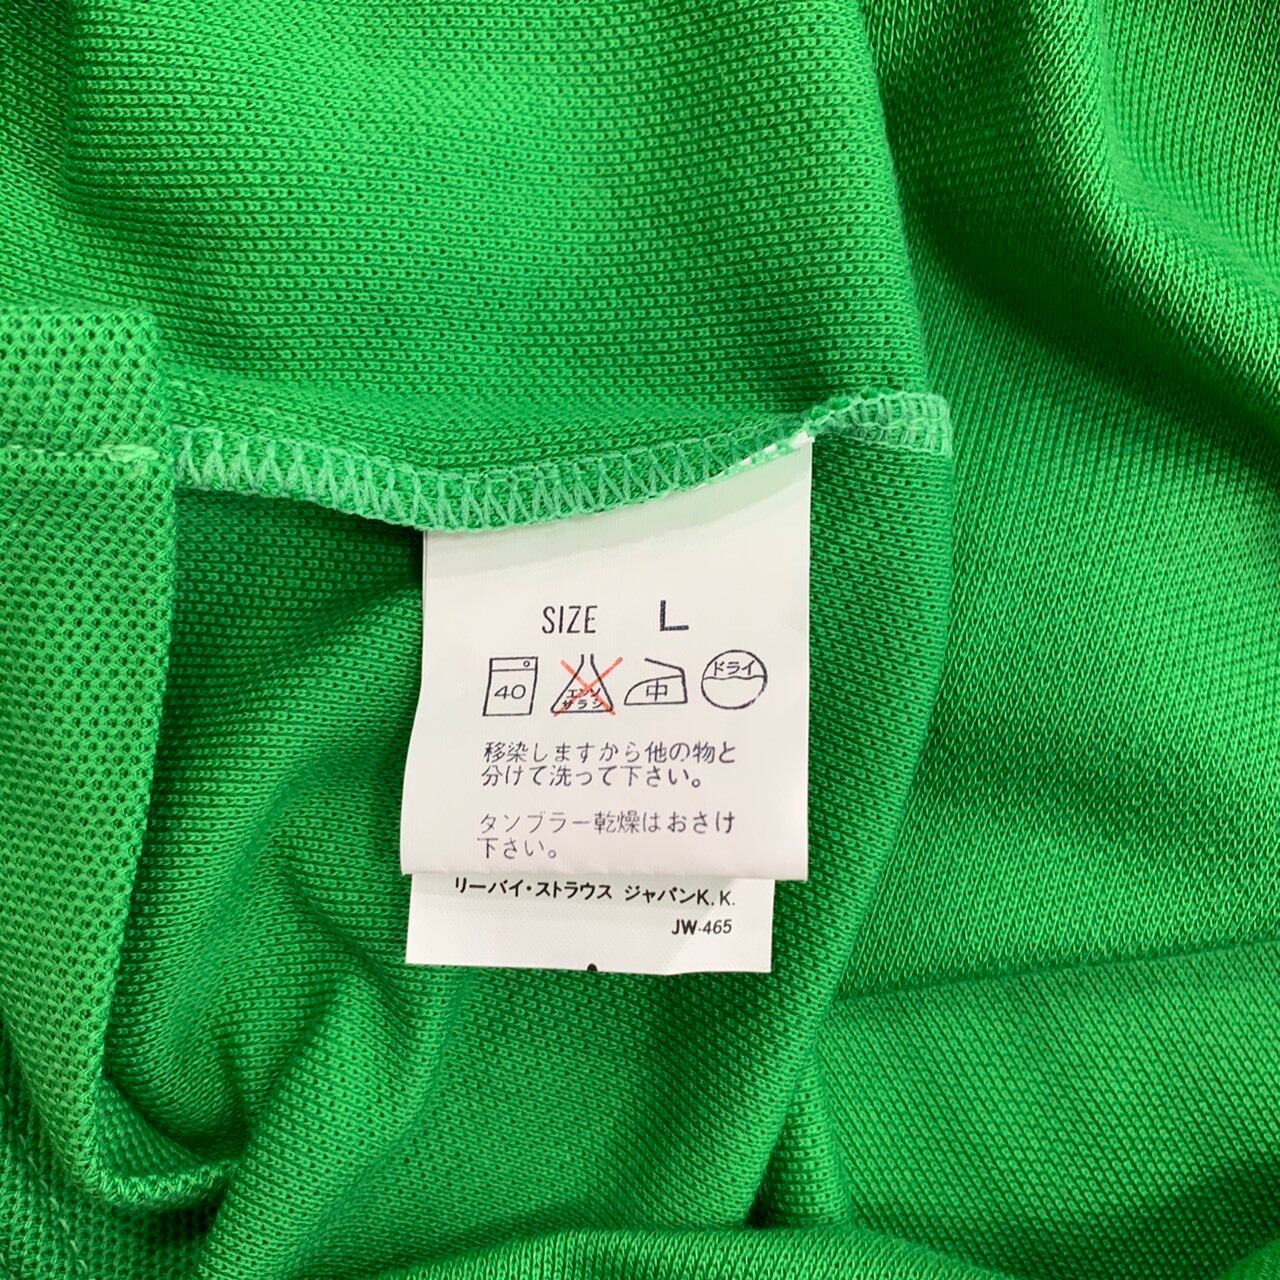 SIZE L
40 エンソ 中 ドライ
サラシ
移染しますから他の物と
分けて洗って下さい。
タンブラー乾燥はおさけ
下さい。
リーバイ・ストラウス ジャパンK.K.
JW-465